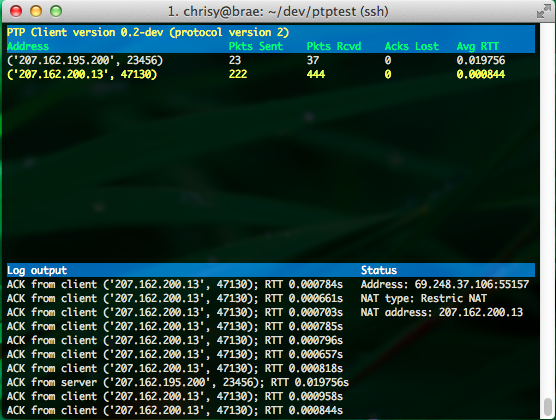 1. chrisy@brae: ~/dev/ptptest (ssh)
PTP Client version 0.2-dev (protocol version 2)
Address Pkts Sent Pkts Rcvd Acks Lost Avg RTT
('207.162.195.200', 23456) 23 37 0 0.019756
('207.162.200.13', 47130) 222 444 0 0.000844
Log output Status
ACK from client ('207.162.200.13', 47130); RTT 0.000784s Address: 69.248.37.106:55157
ACK from client ('207.162.200.13', 47130); RTT 0.000661s NAT type: Restric NAT
ACK from client ('207.162.200.13', 47130); RTT 0.000703s NAT address: 207.162.200.13
ACK from client ('207.162.200.13', 47130); RTT 0.000785s
ACK from client ('207.162.200.13', 47130); RTT 0.000796s
ACK from client ('207.162.200.13', 47130); RTT 0.000657s
ACK from client ('207.162.200.13', 47130); RTT 0.000818s
ACK from server ('207.162.195.200', 23456); RTT 0.019756s
ACK from client ('207.162.200.13', 47130); RTT 0.000958s
ACK from client ('207.162.200.13', 47130); RTT 0.000844s